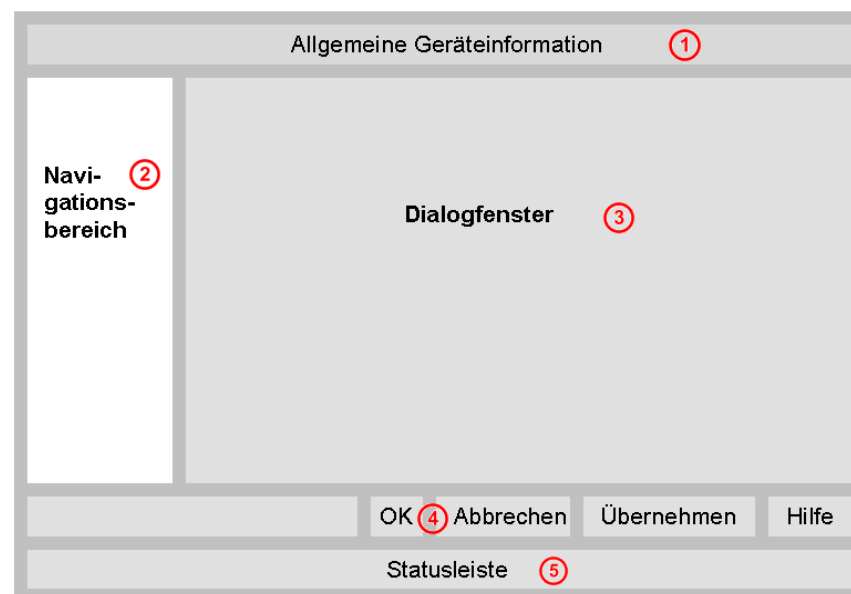 Allgemeine Geräteinformation 1
Navi- 2
gations-
bereich
Dialogfenster 3
OK 4 Abbrechen Übernehmen Hilfe
Statusleiste 5